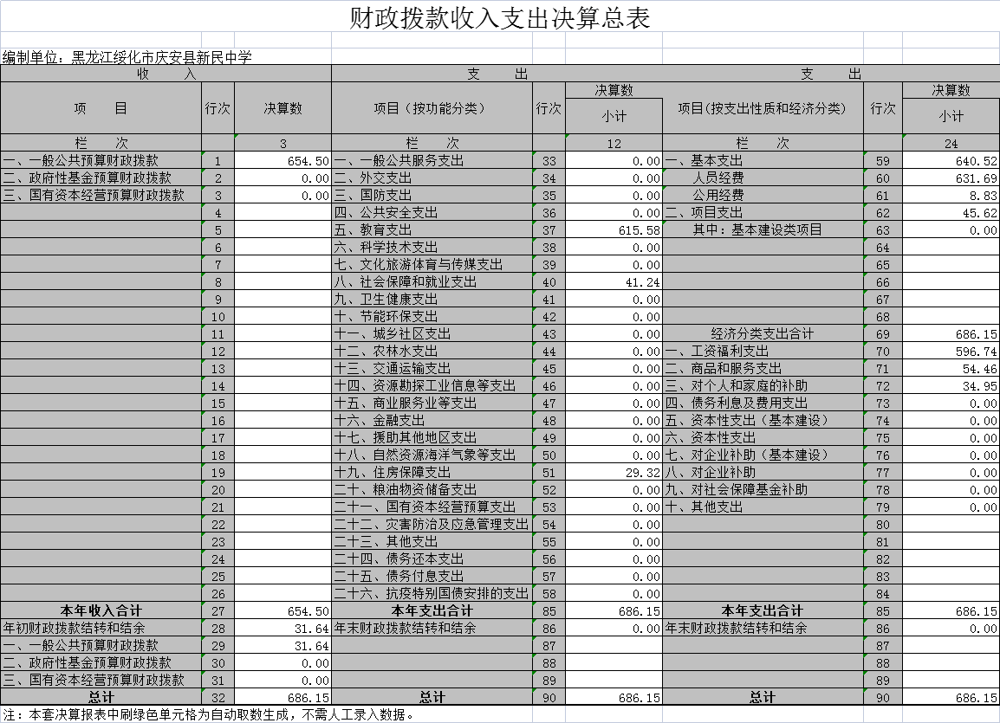 财政拨款收入支出决算总表
编制单位：黑龙江绥化市庆安县新民中学
收 入 支 出 支 出
项 目 行次 决算数 项目（按功能分类） 行次 决算数 小计 项目(按支出性质和经济分类) 行次 决算数 小计
栏 次 3 栏 次 12 栏 次 24
一、一般公共预算财政拨款 1 654.50 一、一般公共服务支出 33 0.00 一、基本支出 59 640.52
二、政府性基金预算财政拨款 2 0.00 二、外交支出 34 0.00 人员经费 60 631.69
三、国有资本经营预算财政拨款 3 0.00 三、国防支出 35 0.00 公用经费 61 8.83
4 四、公共安全支出 36 0.00 二、项目支出 62 45.62
5 五、教育支出 37 615.58 其中：基本建设类项目 63 0.00
6 六、科学技术支出 38 0.00 64
7 七、文化旅游体育与传媒支出 39 0.00 65
8 八、社会保障和就业支出 40 41.24 66
9 九、卫生健康支出 41 0.00 67
10 十、节能环保支出 42 0.00 68
11 十一、城乡社区支出 43 0.00 经济分类支出合计 69 686.15
12 十二、农林水支出 44 0.00 一、工资福利支出 70 596.74
13 十三、交通运输支出 45 0.00 二、商品和服务支出 71 54.46
14 十四、资源勘探工业信息等支出 46 0.00 三、对个人和家庭的补助 72 34.95
15 十五、商业服务业等支出 47 0.00 四、债务利息及费用支出 73 0.00
16 十六、金融支出 48 0.00 五、资本性支出（基本建设） 74 0.00
17 十七、援助其他地区支出 49 0.00 六、资本性支出 75 0.00
18 十八、自然资源海洋气象等支出 50 0.00 七、对企业补助（基本建设） 76 0.00
19 十九、住房保障支出 51 29.32 八、对企业补助 77 0.00
20 二十、粮油物资储备支出 52 0.00 九、对社会保障基金补助 78 0.00
21 二十一、国有资本经营预算支出 53 0.00 十、其他支出 79 0.00
22 二十二、灾害防治及应急管理支出 54 0.00 80
23 二十三、其他支出 55 0.00 81
24 二十四、债务还本支出 56 0.00 82
25 二十五、债务付息支出 57 0.00 83
26 二十六、抗疫特别国债安排的支出 58 0.00 84
本年收入合计 27 654.50 本年支出合计 85 686.15 本年支出合计 85 686.15
年初财政拨款结转和结余 28 31.64 年末财政拨款结转和结余 86 0.00 年末财政拨款结转和结余 86 0.00
一、一般公共预算财政拨款 29 31.64 87 87
二、政府性基金预算财政拨款 30 0.00 88 88
三、国有资本经营预算财政拨款 31 0.00 89 89
总计 32 686.15 总计 90 686.15 总计 90 686.15
注：本套决算报表中刷绿色单元格为自动取数生成，不需人工录入数据。